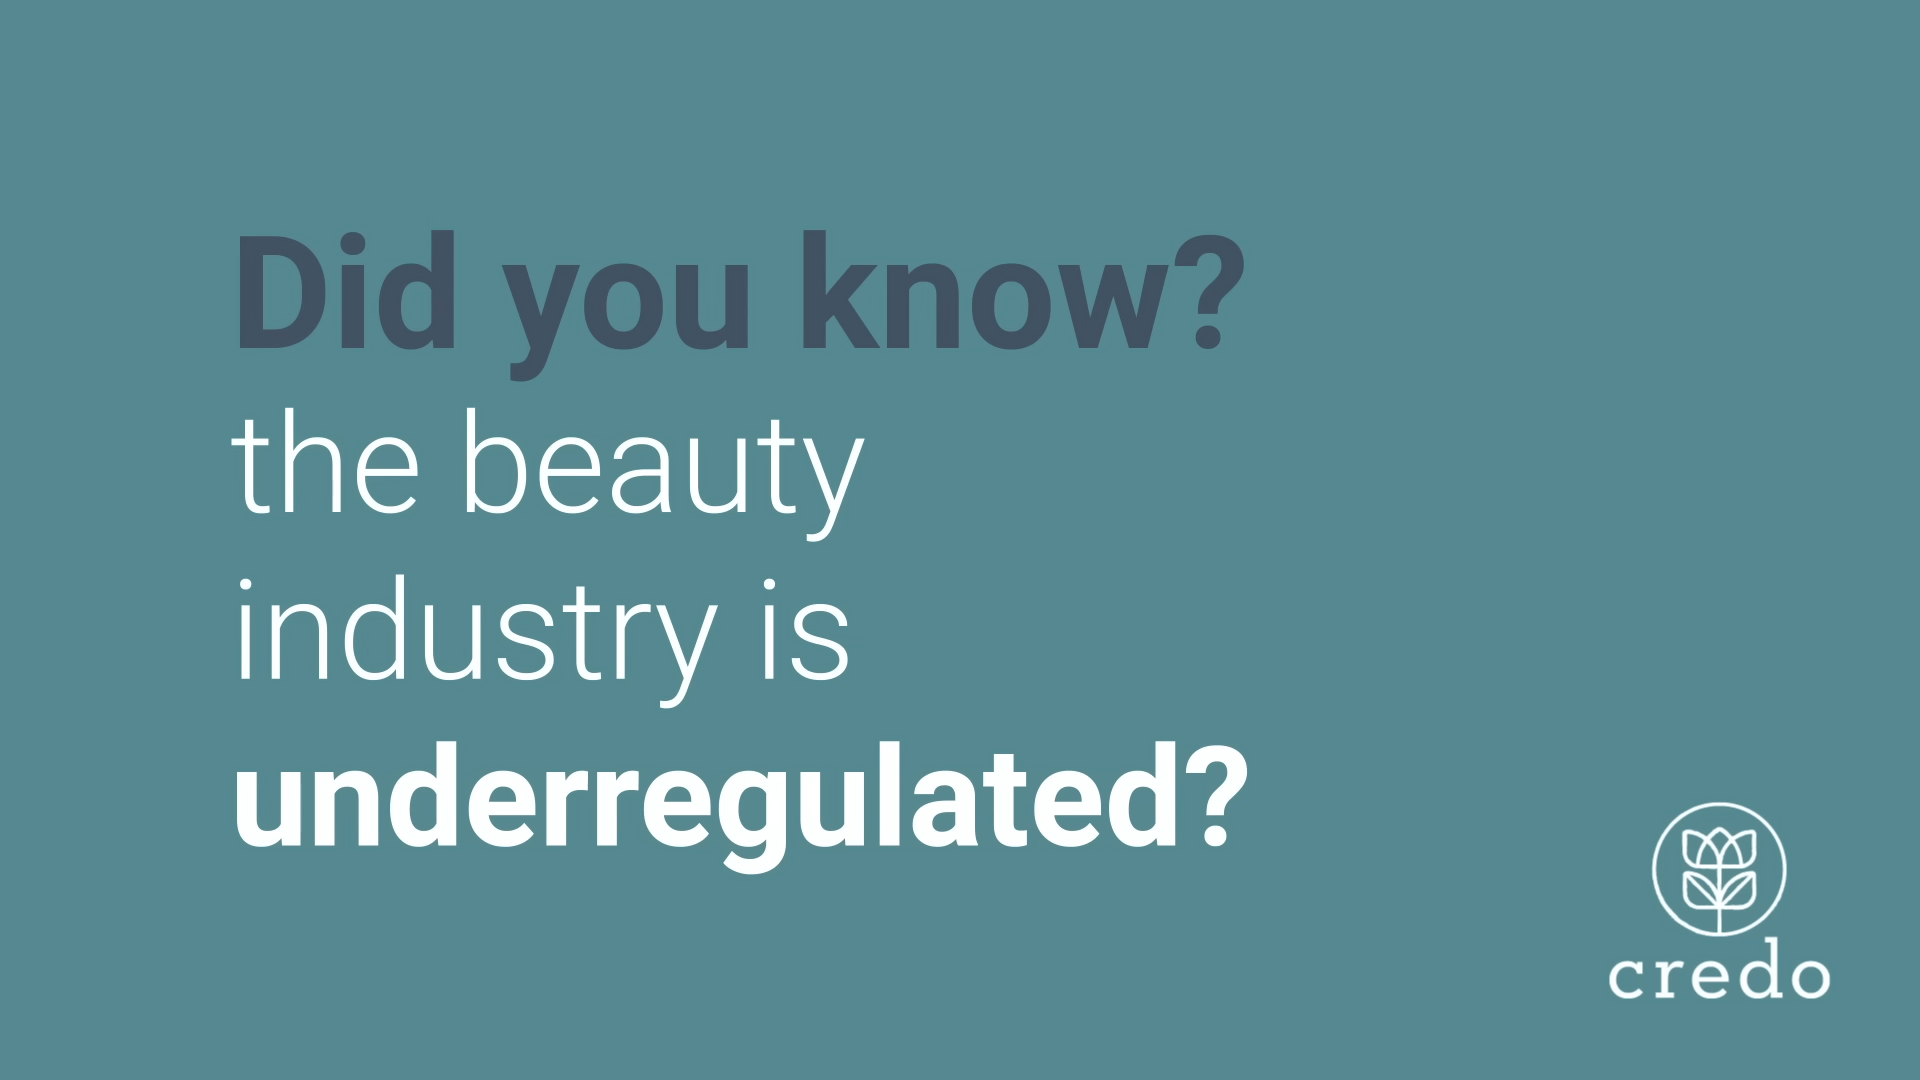 Did you know?
the beauty
industry is
underregulated?
credo